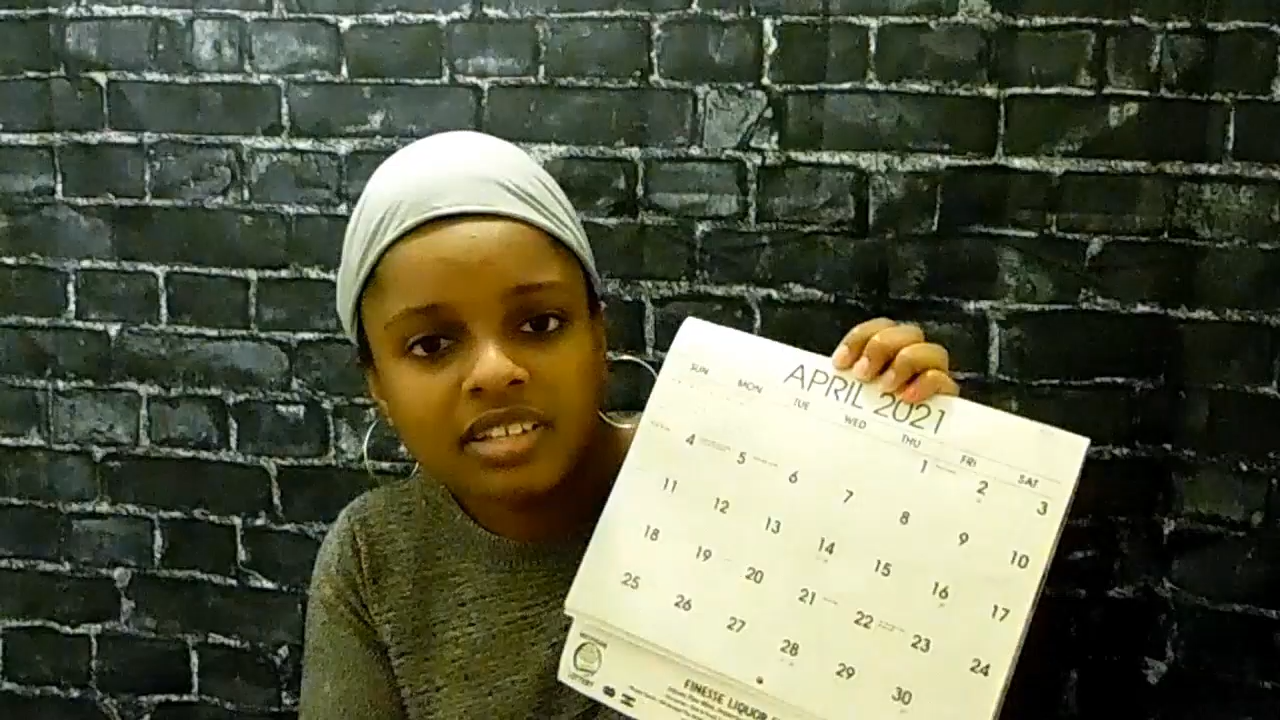 APRIL 2021
SUN MON TUE WED THU FRI SAT
1 2 3
4 5 6 7 8 9 10
11 12 13 14 15 16 17
18 19 20 21 22 23 24
25 26 27 28 29 30
FINESSE LIQUOR